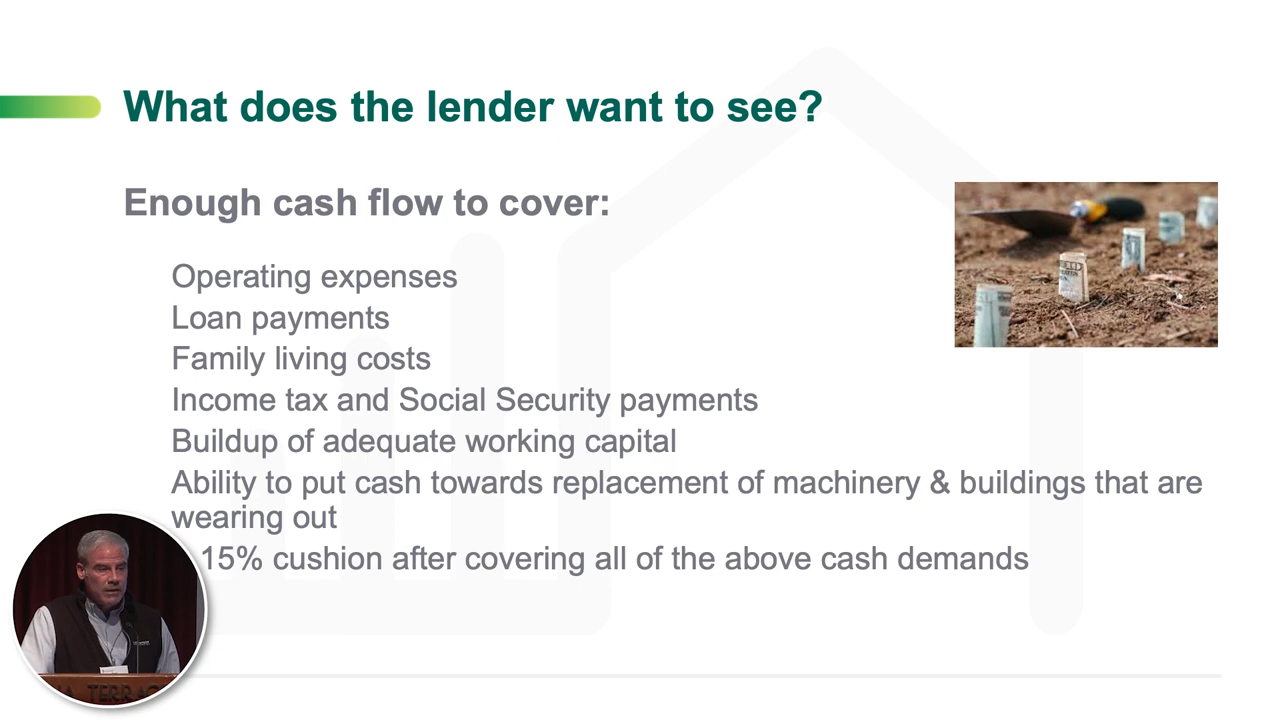 What does the lender want to see?
Enough cash flow to cover:
Operating expenses
Loan payments
Family living costs
Income tax and Social Security payments
Buildup of adequate working capital
Ability to put cash towards replacement of machinery & buildings that are
wearing out
15% cushion after covering all of the above cash demands
TERRA